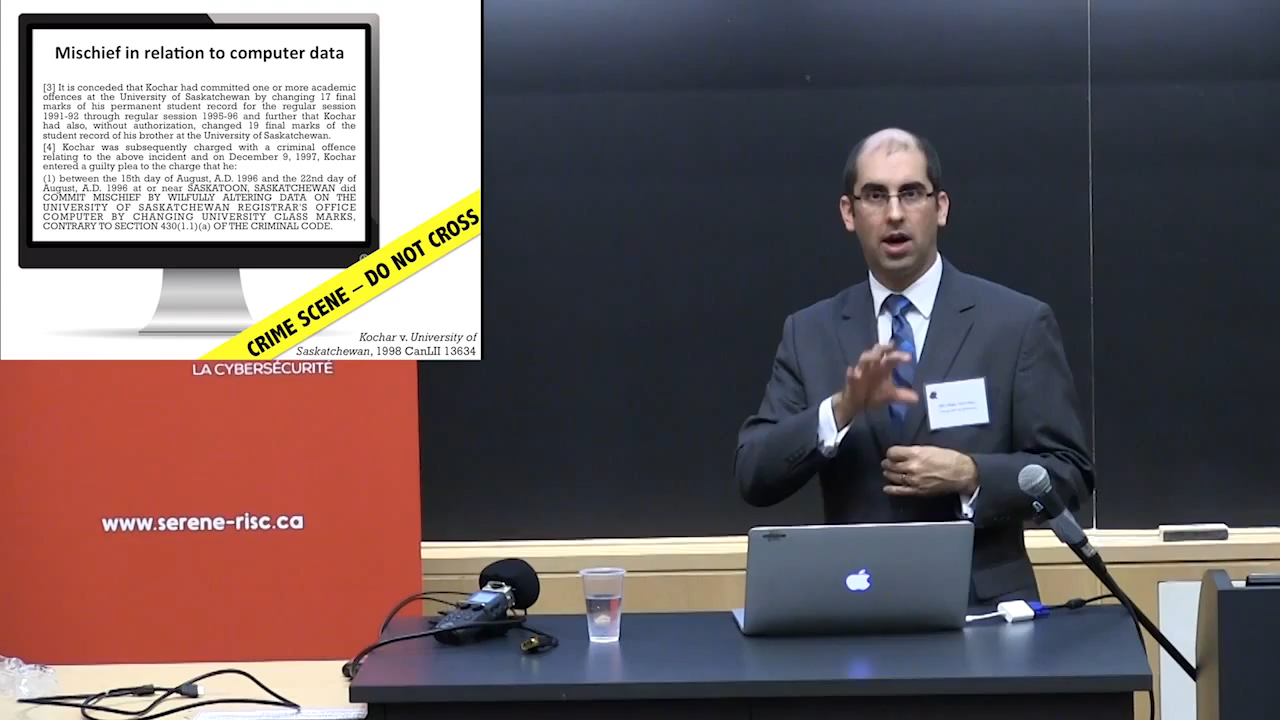 Mischief in relation to computer data
[3] It is conceded that Kochar had committed one or more academic
offences at the University of Saskatchewan by changing 17 final
marks of his permanent student record for the regular session
1991-92 through regular session 1995-96 and further that Kochar
had also, without authorization, changed 19 final marks of the
student record of his brother at the University of Saskatchewan.
[4] Kochar was subsequently charged with a criminal offence
relating to the above incident and on December 9, 1997, Kochar
entered a guilty plea to the charge that he:
(1) between the 15th day of August, A.D. 1996 and the 22nd day of
August, A.D. 1996 at or near SASKATOON, SASKATCHEWAN did
COMMIT MISCHIEF BY WILFULLY ALTERING DATA ON THE
UNIVERSITY OF SASKATCHEWAN REGISTRAR'S OFFICE
COMPUTER BY CHANGING UNIVERSITY CLASS MARKS,
CONTRARY TO SECTION 430(1.1)(a) OF THE CRIMINAL CODE.
CRIME SCENE – DO NOT CROSS
Kochar v. University of
Saskatchewan, 1998 CanLII 13634
LA CYBERSÉCURITÉ
www.serene-risc.ca